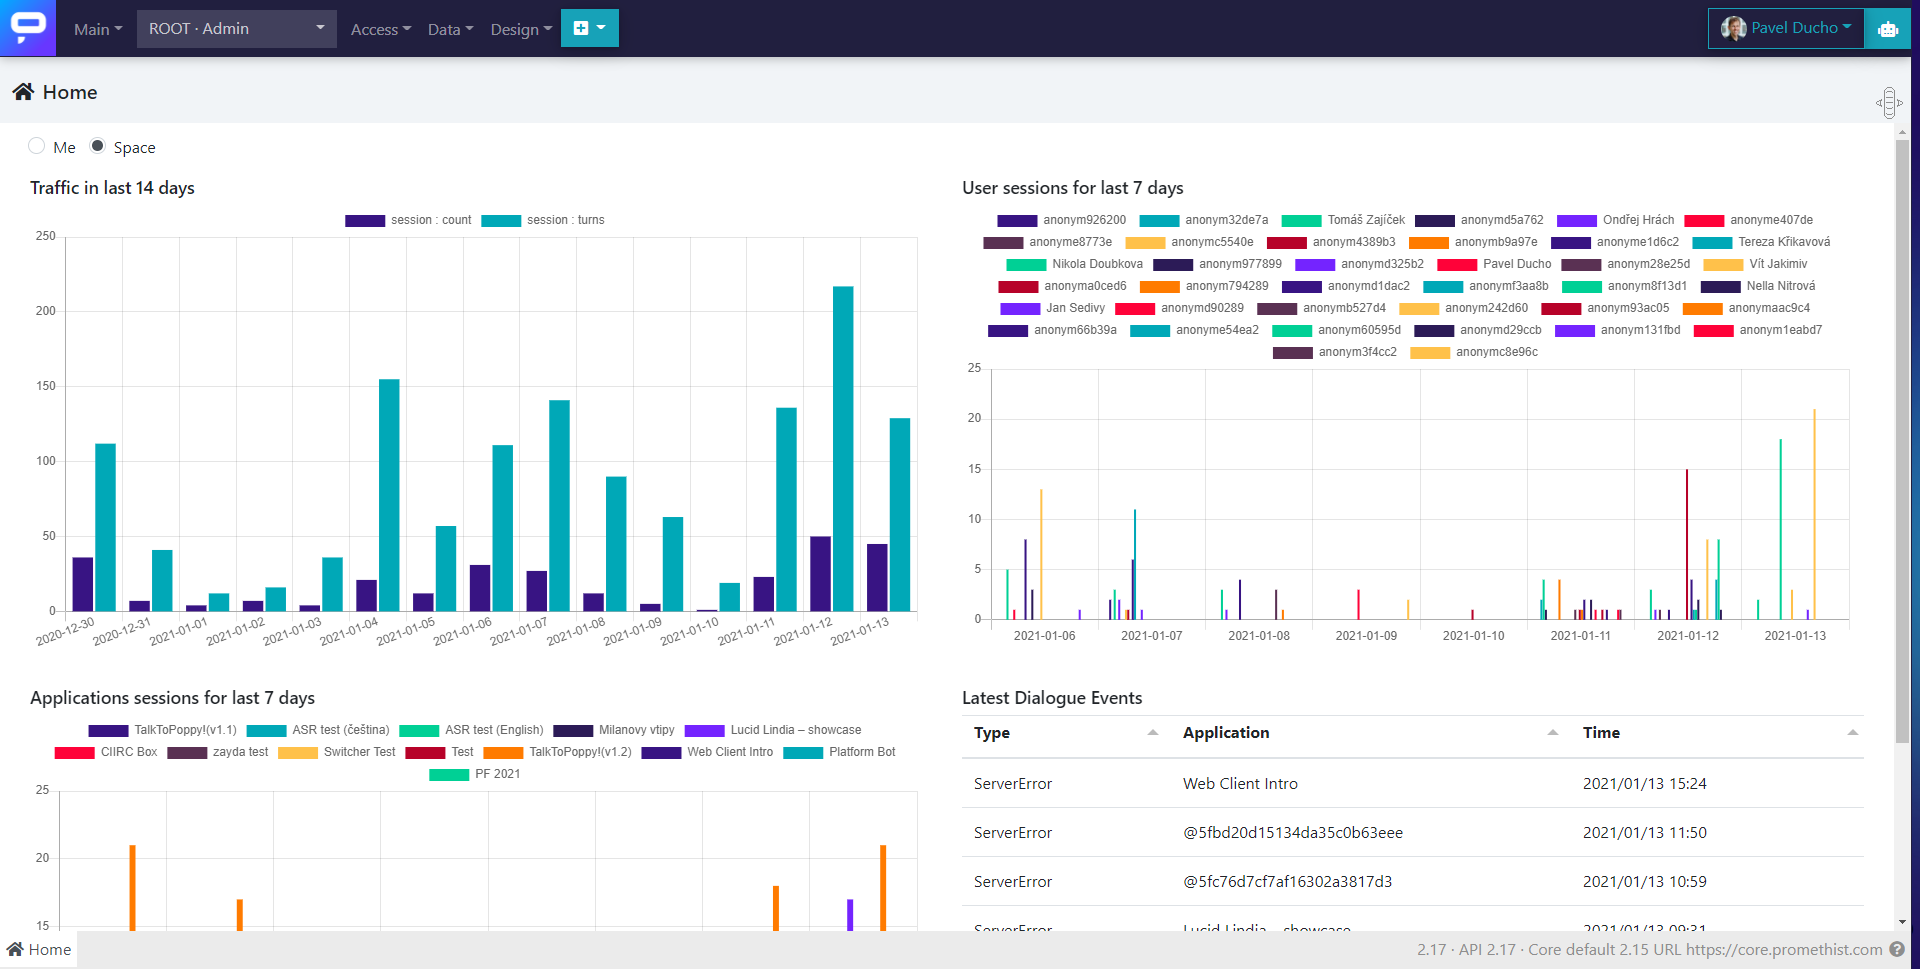 Main ROOT · Admin Access Data Design Pavel Ducho
Home
Me Space
Traffic in last 14 days
session : count session : turns
250
200
150
100
50
0
2020-12-30 2020-12-31 2021-01-01 2021-01-02 2021-01-03 2021-01-04 2021-01-05 2021-01-06 2021-01-07 2021-01-08 2021-01-09 2021-01-10 2021-01-11 2021-01-12 2021-01-13
User sessions for last 7 days
anonym926200 anonym32de7a Tomáš Zajíček anonymd5a762 Ondřej Hrách anonyme407de
anonyme8773e anonymc5540e anonym4389b3 anonymb9a97e anonyme1d6c2 Tereza Křikavová
Nikola Doubkova anonym977899 anonymd325b2 Pavel Ducho anonym28e25d Vít Jakimiv
anonyma0ced6 anonym794289 anonymd1dac2 anonymf3aa8b anonym8f13d1 Nella Nitrová
Jan Sedivy anonymd90289 anonymb527d4 anonym242d60 anonym93ac05 anonymaac9c4
anonym66b39a anonyme54ea2 anonym60595d anonymd29ccb anonym131fbd anonym1eabd7
anonym3f4cc2 anonymc8e96c
25
20
15
10
5
0
2021-01-06 2021-01-07 2021-01-08 2021-01-09 2021-01-10 2021-01-11 2021-01-12 2021-01-13
Applications sessions for last 7 days
TalkToPoppy!(v1.1) ASR test (čeština) ASR test (English) Milanovy vtipy Lucid Lindia – showcase
CIIRC Box zayda test Switcher Test Test TalkToPoppy!(v1.2) Web Client Intro Platform Bot
PF 2021
25
20
15
Latest Dialogue Events
Type Application Time
ServerError Web Client Intro 2021/01/13 15:24
ServerError @5fbd20d15134da35c0b63eee 2021/01/13 11:50
ServerError @5fc76d7cf7af16302a3817d3 2021/01/13 10:59
ServerError Lucid Lindia – showcase 2021/01/13 09:31
Home 2.17 · API 2.17 · Core default 2.15 URL https://core.promethist.com